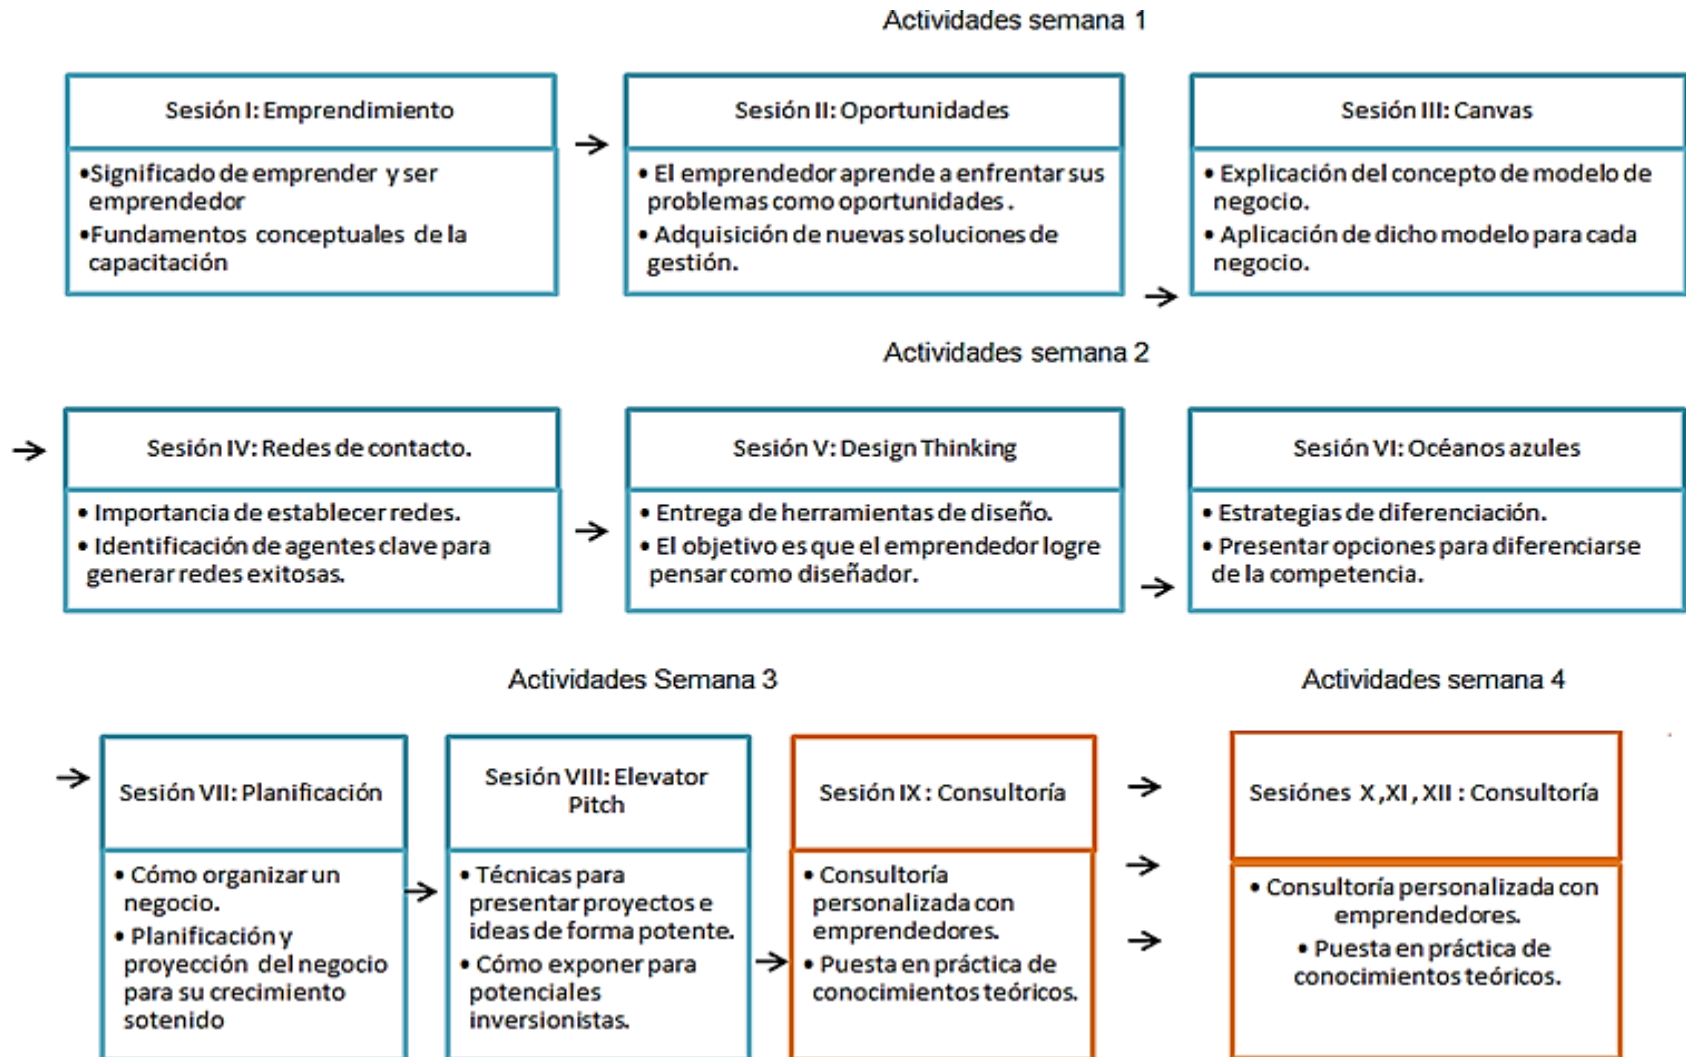 Actividades semana 1
Sesión I: Emprendimiento
•Significado de emprender y ser
emprendedor
•Fundamentos conceptuales de la
capacitación
Sesión II: Oportunidades
• El emprendedor aprende a enfrentar sus
problemas como oportunidades.
• Adquisición de nuevas soluciones de
gestión.
Sesión III: Canvas
• Explicación del concepto de modelo de
negocio.
• Aplicación de dicho modelo para cada
negocio.
Actividades semana 2
Sesión IV: Redes de contacto.
• Importancia de establecer redes.
• Identificación de agentes clave para
generar redes exitosas.
Sesión V: Design Thinking
• Entrega de herramientas de diseño.
• El objetivo es que el emprendedor logre
pensar como diseñador.
Sesión VI: Océanos azules
• Estrategias de diferenciación.
• Presentar opciones para diferenciarse
de la competencia.
Actividades Semana 3
Sesión VII: Planificación
• Cómo organizar un
negocio.
• Planificación y
proyección del negocio
para su crecimiento
sotenido
Sesión VIII: Elevator
Pitch
• Técnicas para
presentar proyectos e
ideas de forma potente.
• Cómo exponer para
potenciales
inversionistas.
Sesión IX : Consultoría
• Consultoría
personalizada con
emprendedores.
• Puesta en práctica de
conocimientos teóricos.
Actividades semana 4
Sesiónes X ,XI , XII : Consultoría
• Consultoría personalizada con
emprendedores.
• Puesta en práctica de
conocimientos teóricos.